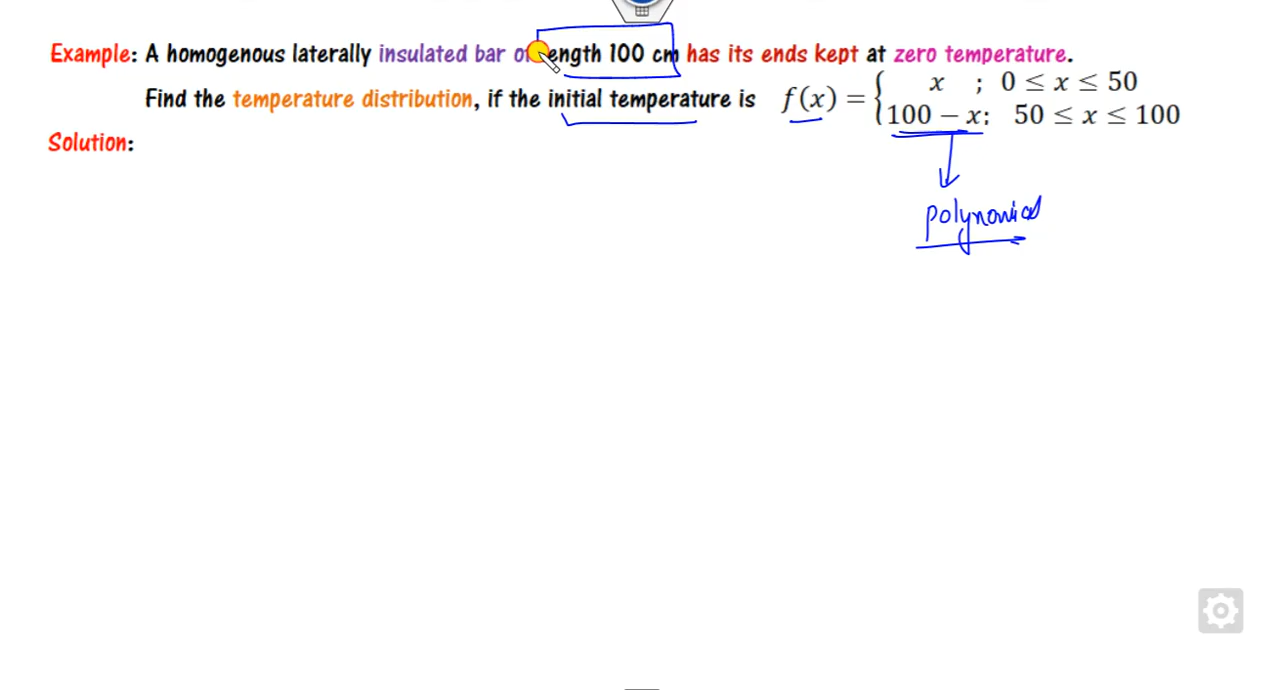 Example: A homogenous laterally insulated bar of length 100 cm has its ends kept at zero temperature.
Find the temperature distribution, if the initial temperature is f(x) = { x ; 0 ≤ x ≤ 50
100 − x; 50 ≤ x ≤ 100
Solution:
polynomial